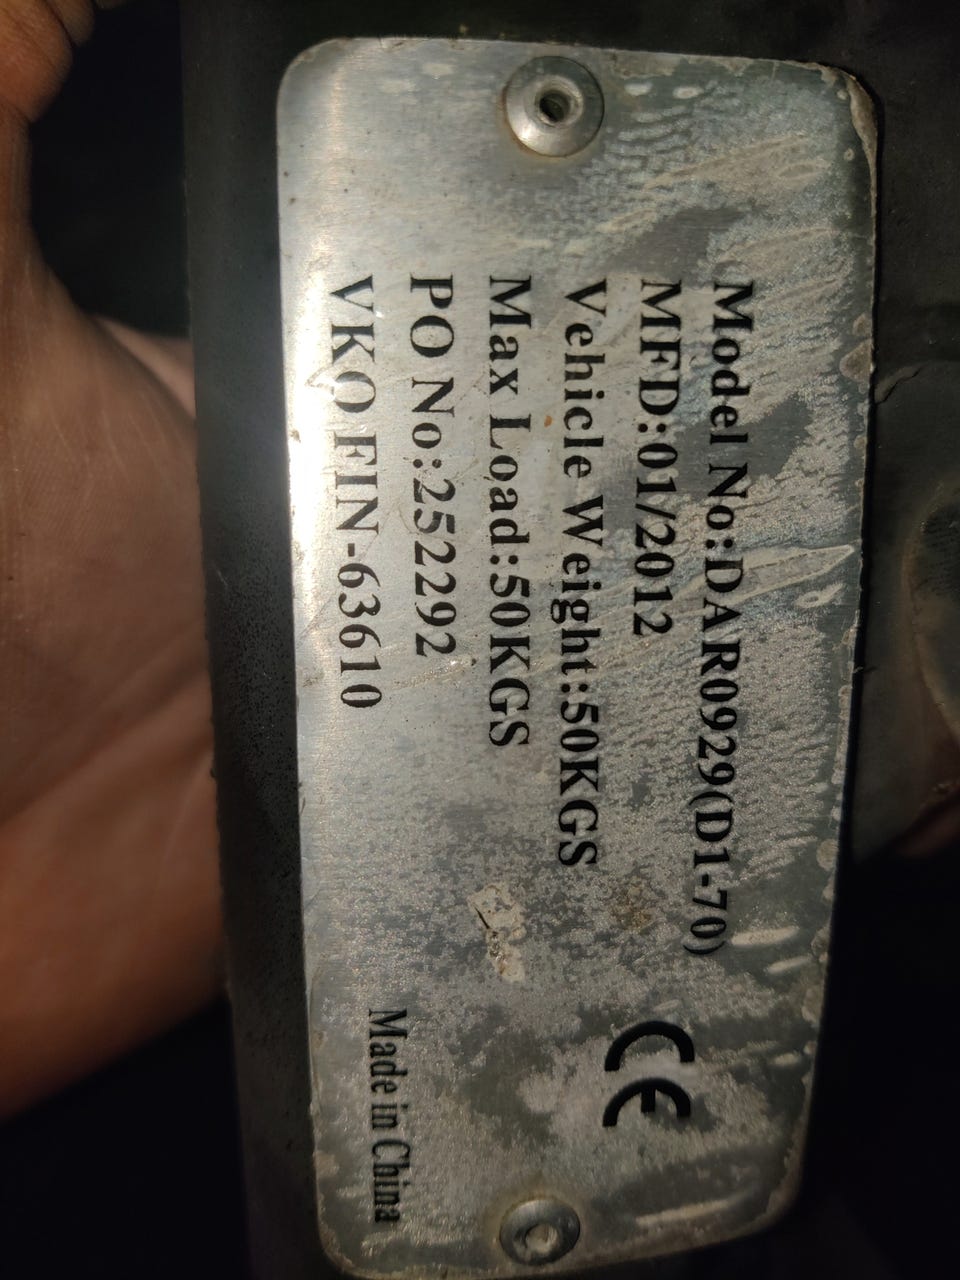 Model No:DAR0929(D1-70)
MFD:01/2012
Vehicle Weight:50KGS
Max Load:50KGS
PO No:252292
VKO FIN-63610
CE
Made in China